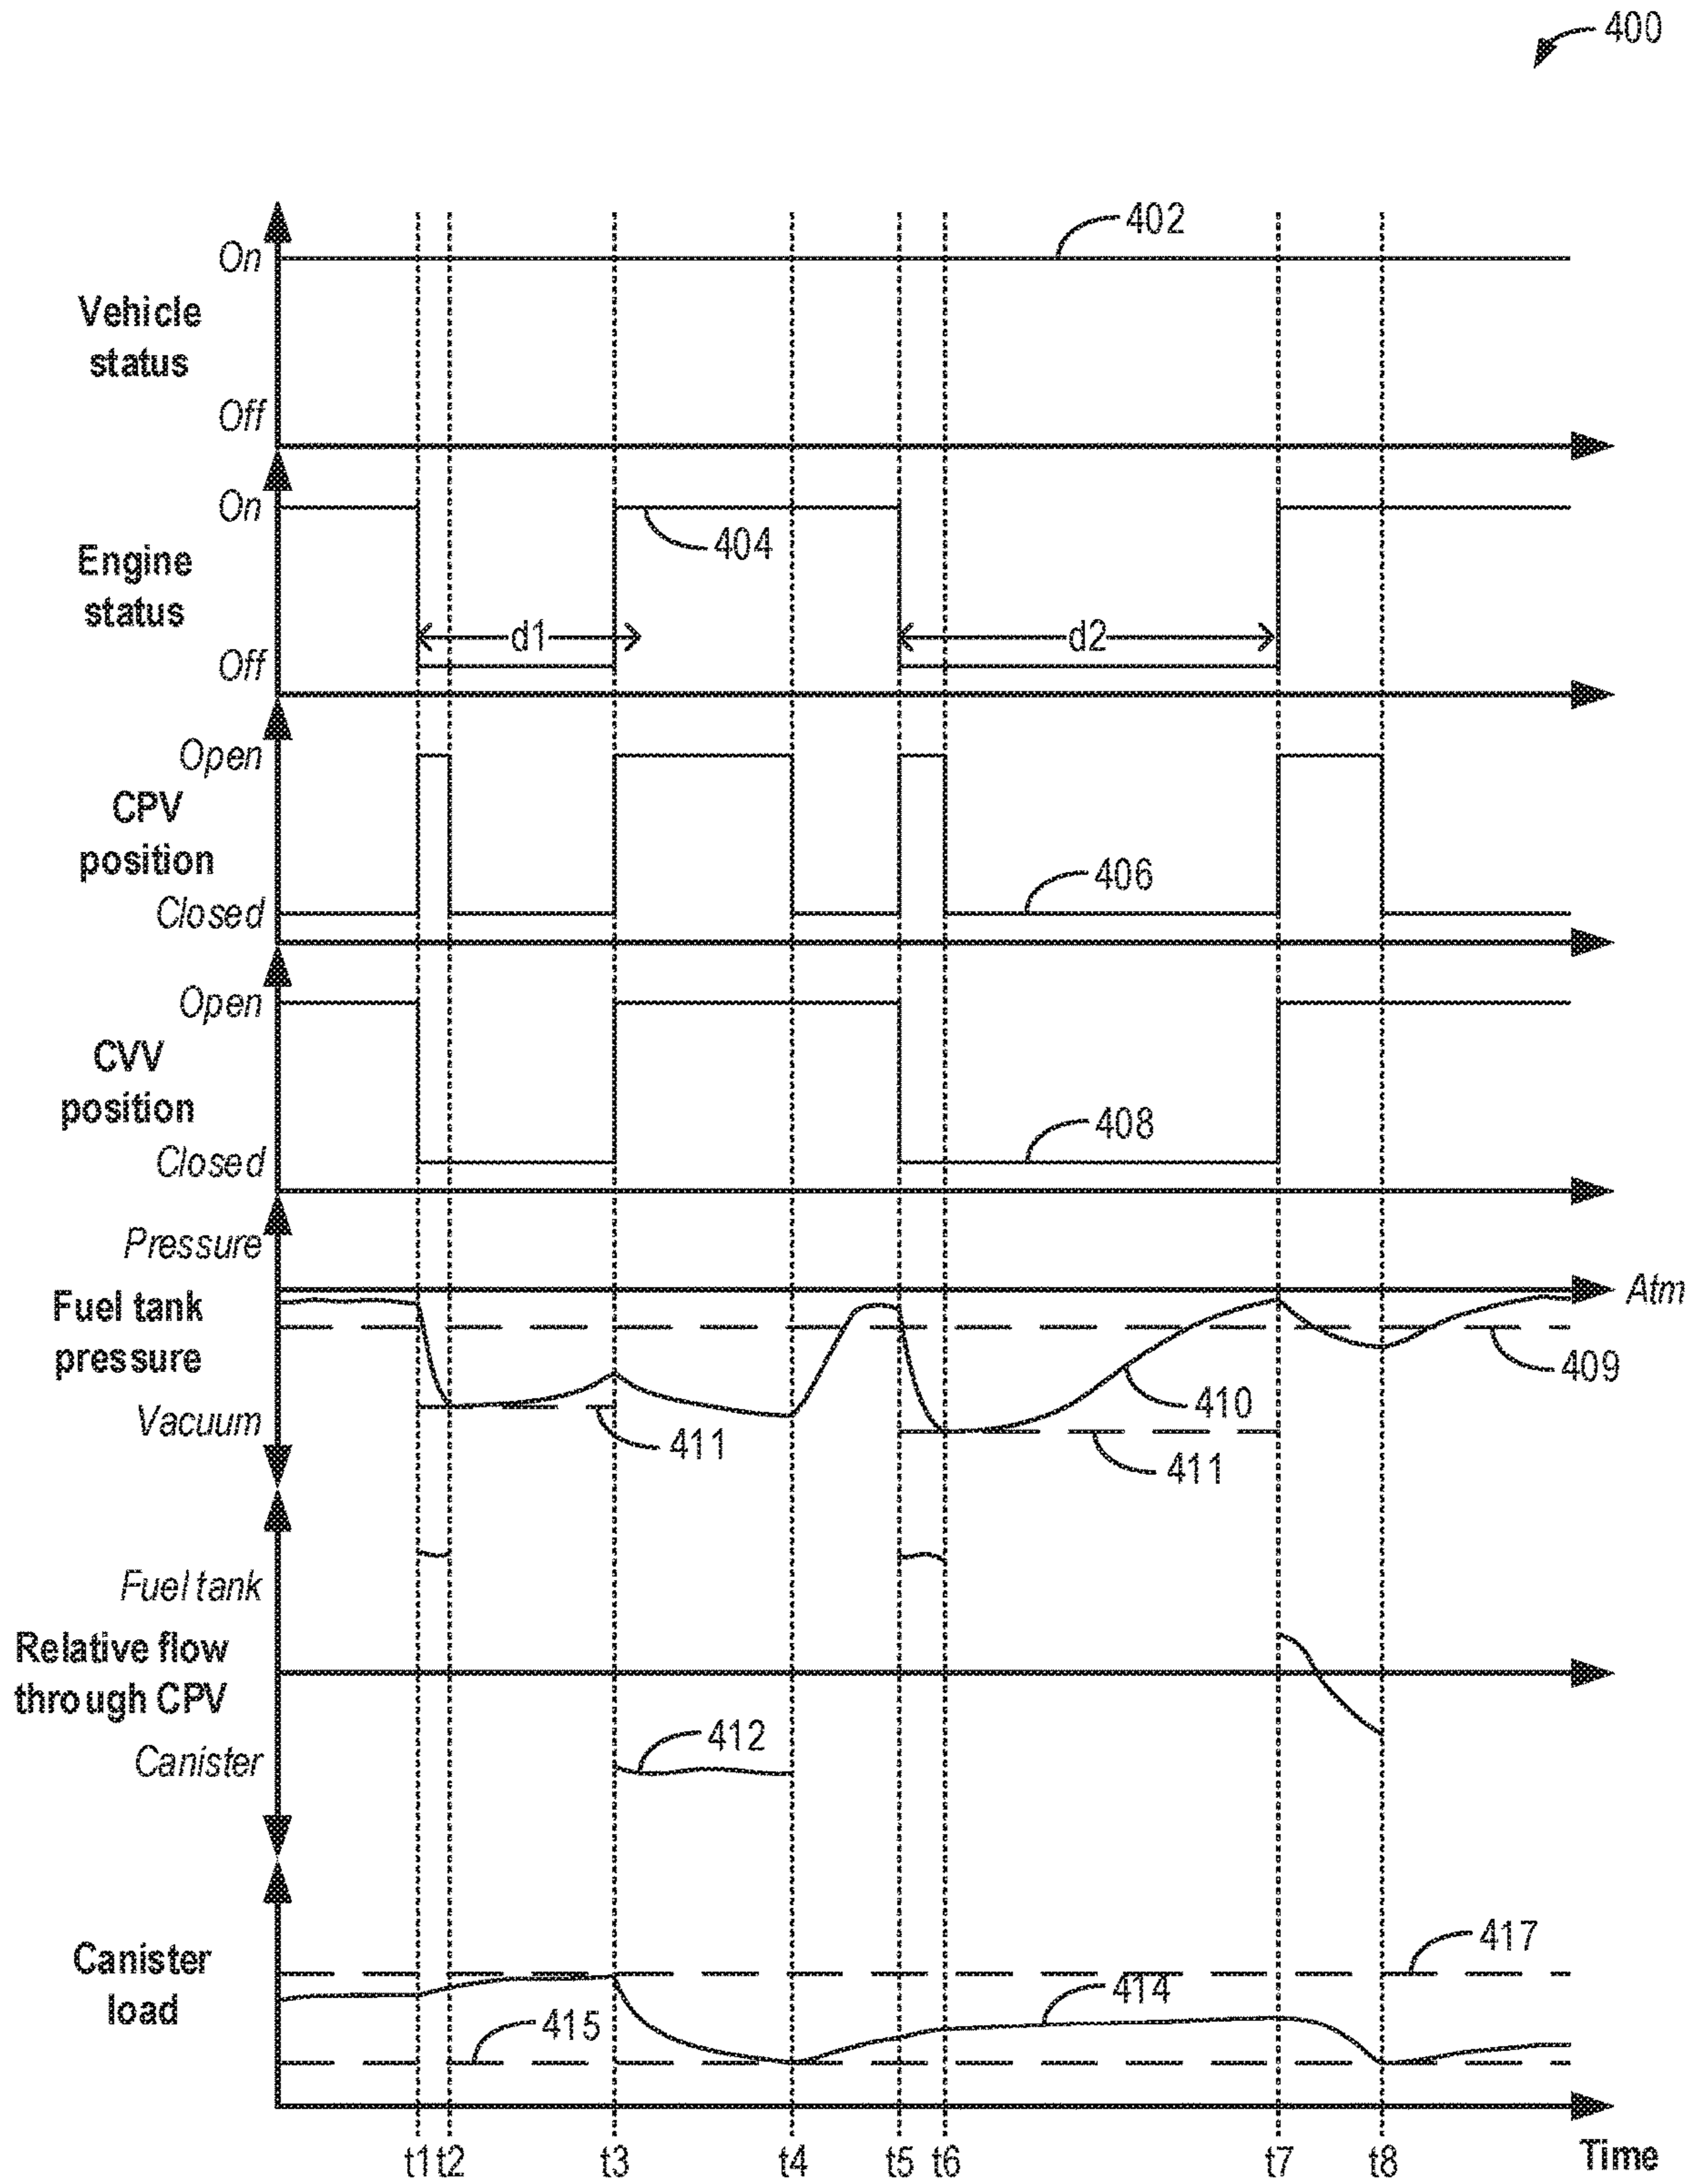 400
402
On
Vehicle
status
Off
On
404
Engine
status
d1
d2
Off
Open
CPV
position
406
Closed
Open
CVV
position
408
Closed
Pressure
Atm
Fuel tank
pressure
409
410
Vacuum
411
411
Fuel tank
Relative flow
through CPV
412
Canister
417
Canister
load
414
415
t1 t2 t3 t4 t5 t6 t7 t8 Time